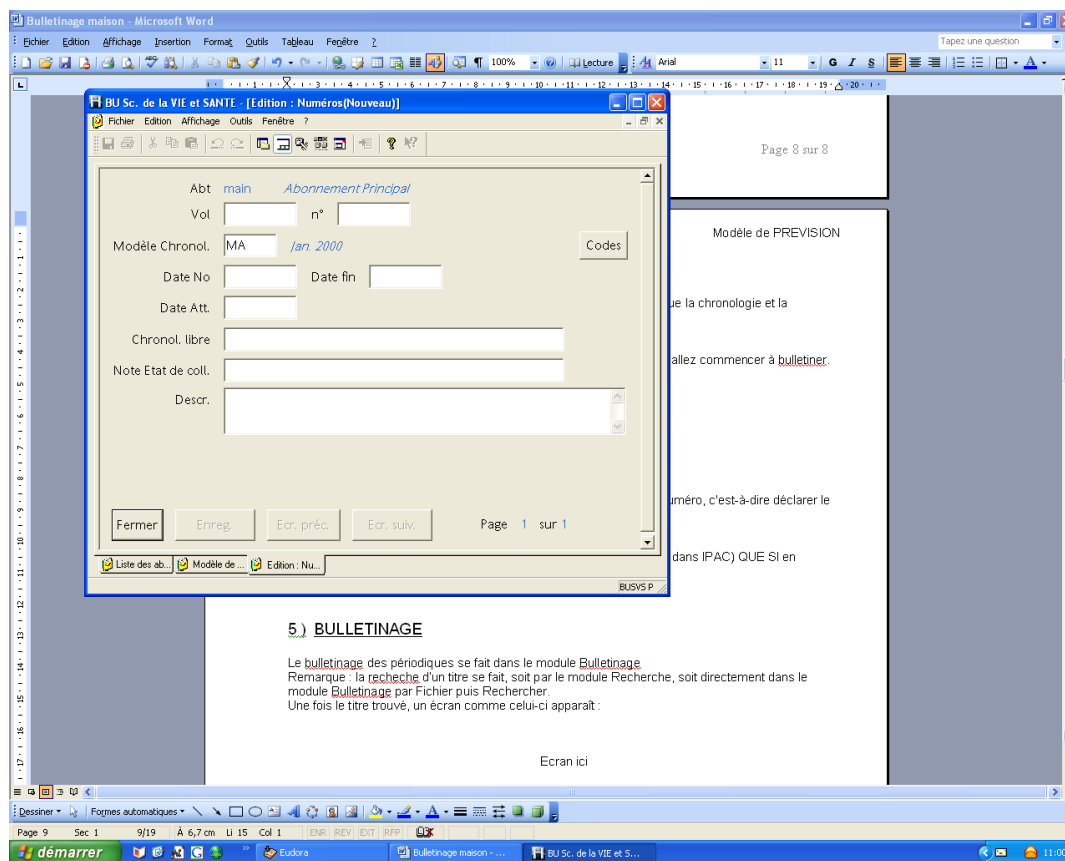 Bulletinage maison - Microsoft Word
Fichier Edition Affichage Insertion Format Outils Tableau Fenêtre ?
Tapez une question
100%
Lecture
Arial
11
G I S
BU Sc. de la VIE et SANTE - [Edition : Numéros(Nouveau)]
Fichier Edition Affichage Outils Fenêtre ?
Abt main Abonnement Principal
Vol n°
Modèle Chronol. MA Jan. 2000 Codes
Date No Date fin
Date Att.
Chronol. libre
Note Etat de coll.
Descr.
Fermer Enreg. Ecr. préc. Ecr. suiv. Page 1 sur 1
Liste des ab... Modèle de ... Edition : Nu...
BUSVS P
Page 8 sur 8
Modèle de PREVISION
ue la chronologie et la
allez commencer à bulletiner.
uméro, c'est-à-dire déclarer le
dans IPAC) QUE SI en
5 ) BULLETINAGE
Le bulletinage des périodiques se fait dans le module Bulletinage
Remarque : la recheche d'un titre se fait, soit par le module Recherche, soit directement dans le
module Bulletinage par Fichier puis Rechercher.
Une fois le titre trouvé, un écran comme celui-ci apparaît :
Ecran ici
Dessiner Formes automatiques
Page 9 Sec 1 9/19 À 6,7 cm Li 15 Col 1 ENR REV EXT RFP
démarrer Eudora Bulletinage maison - ... BU Sc. de la VIE et S... 11:00